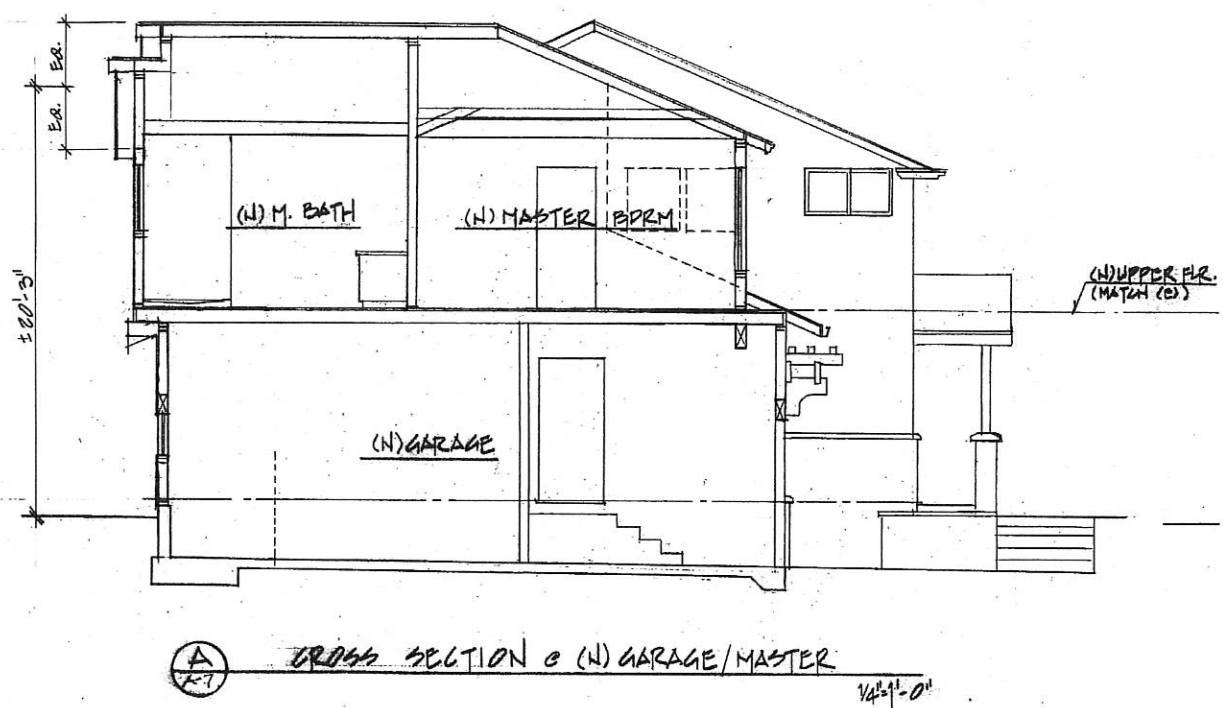 EQ.
EQ.
±20'-3"
(N) M. BATH
(N) MASTER BDRM
(N) UPPER FLR.
(MATCH (E))
(N) GARAGE
A
A-7
CROSS SECTION @ (N) GARAGE/MASTER
1/4"=1'-0"